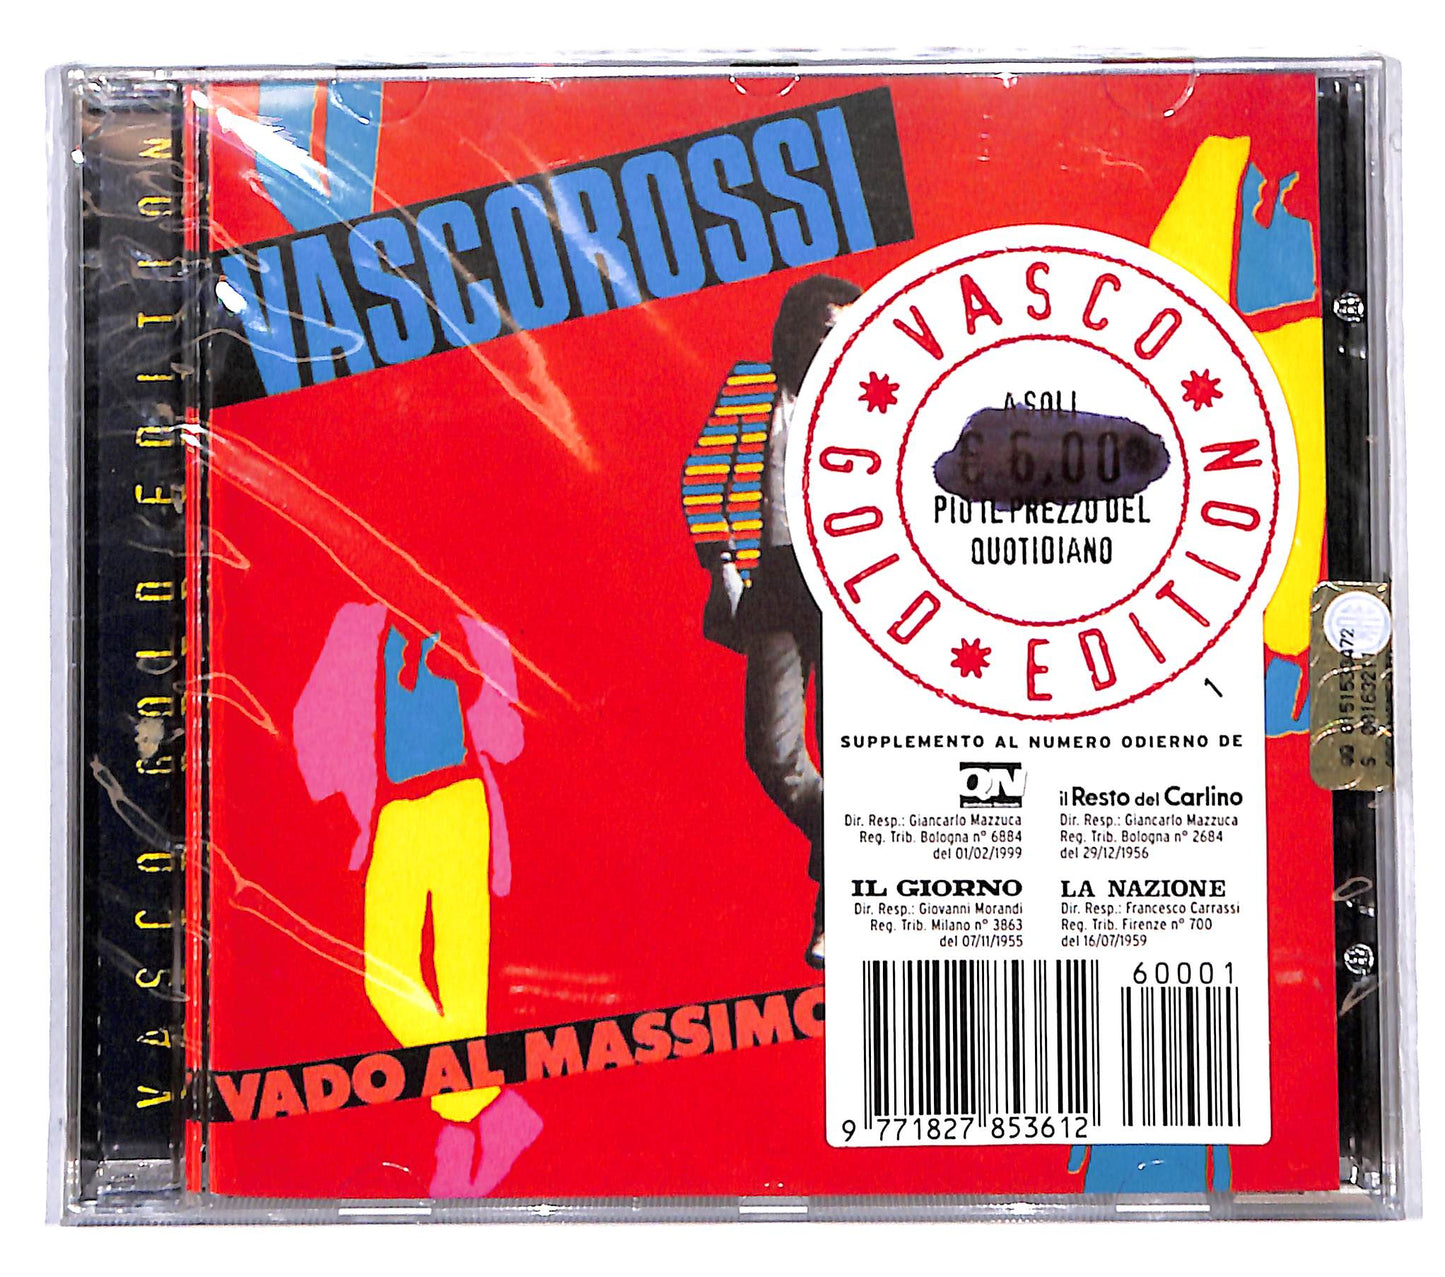 VASCO GOLD EDITION
VASCOROSSI
VADO AL MASSIMO
VASCO EDITION GOLD
A SOLI
€ 6,00
PIÙ IL PREZZO DEL
QUOTIDIANO
1
SUPPLEMENTO AL NUMERO ODIERNO DE
QN
Dir. Resp.: Giancarlo Mazzuca
Reg. Trib. Bologna n° 6884
del 01/02/1999
il Resto del Carlino
Dir. Resp.: Giancarlo Mazzuca
Reg. Trib. Bologna n° 2684
del 29/12/1956
IL GIORNO
Dir. Resp.: Giovanni Morandi
Reg. Trib. Milano n° 3863
del 07/11/1955
LA NAZIONE
Dir. Resp.: Francesco Carrassi
Reg. Trib. Firenze n° 700
del 16/07/1959
60001
9 771827 853612